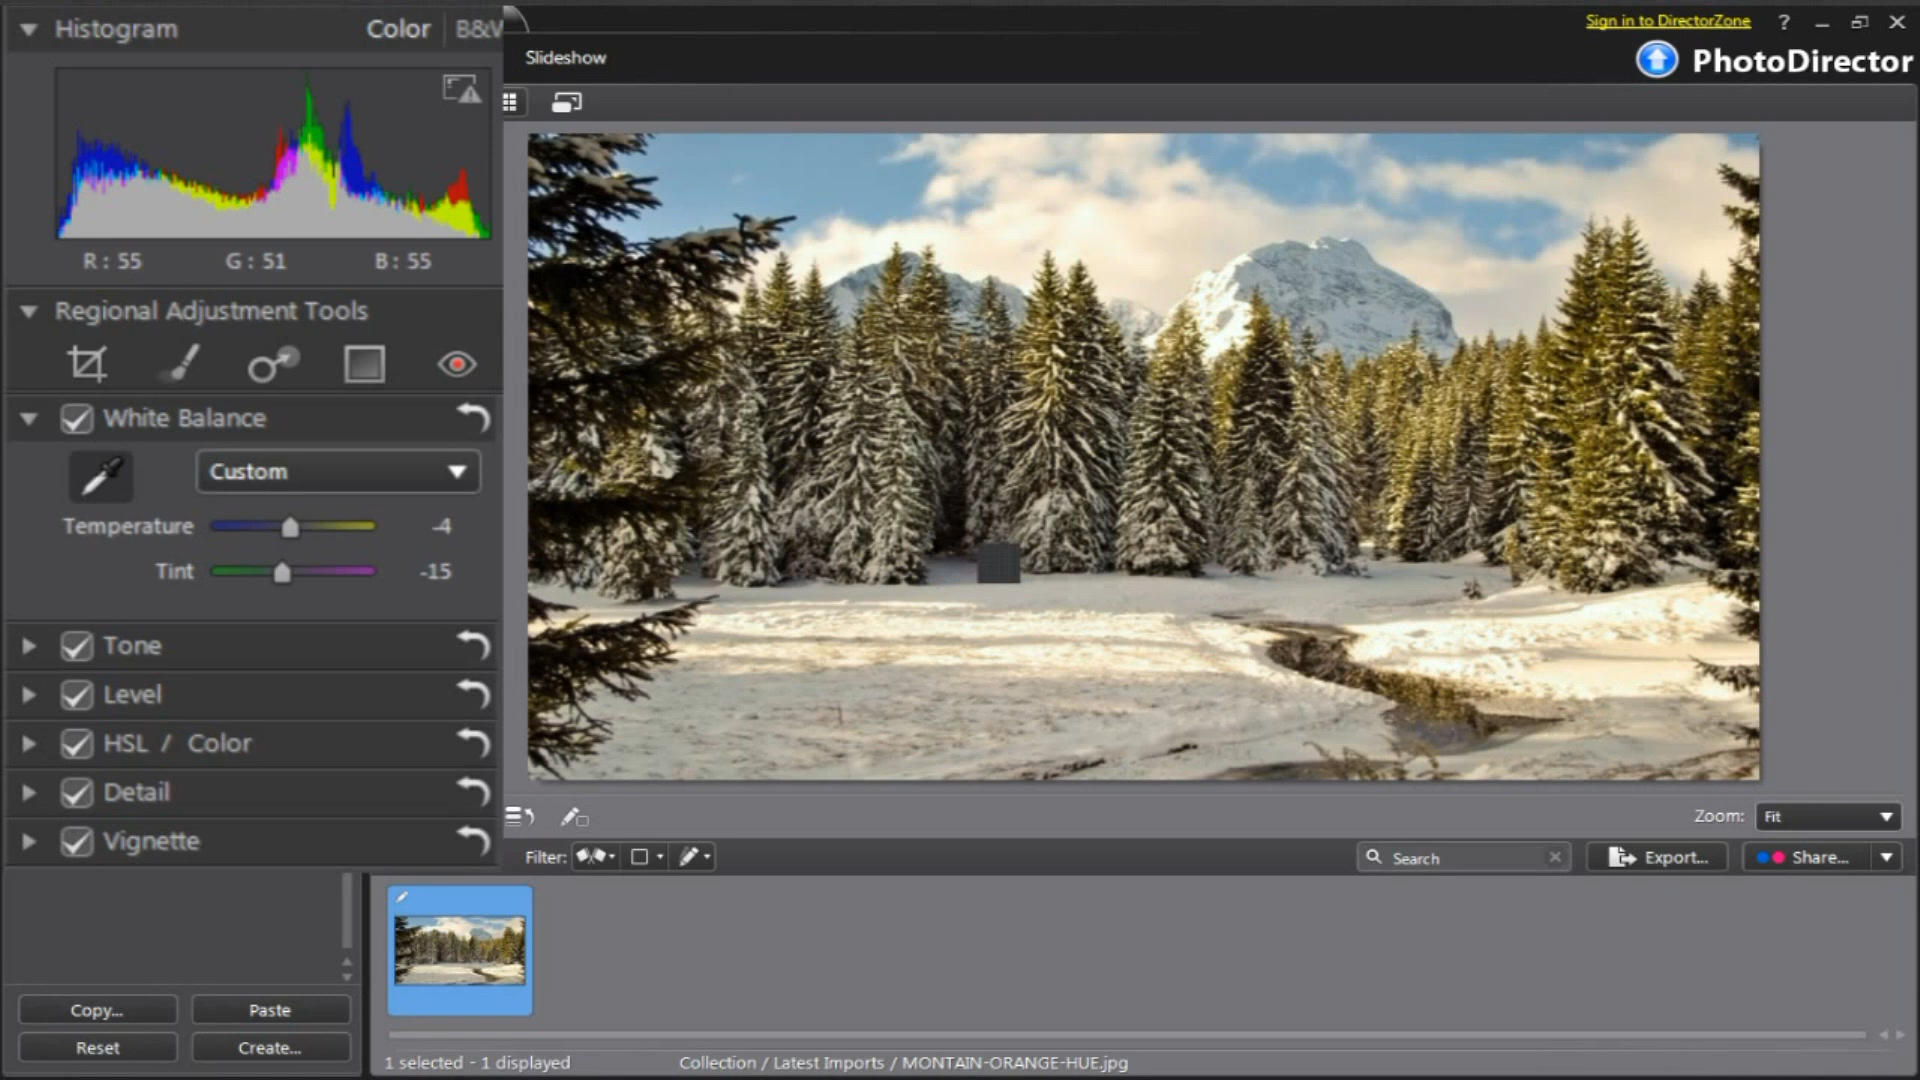 Histogram
Color
Sign in to DirectorZone
?
Slideshow
PhotoDirector
R : 55 G : 51 B : 55
Regional Adjustment Tools
White Balance
Custom
Temperature -4
Tint -15
Tone
Level
HSL / Color
Detail
Vignette
Zoom: Fit
Filter:
Search
Export...
Share...
Copy... Paste
Reset Create...
1 selected - 1 displayed
Collection / Latest Imports / MONTAIN-ORANGE-HUE.jpg